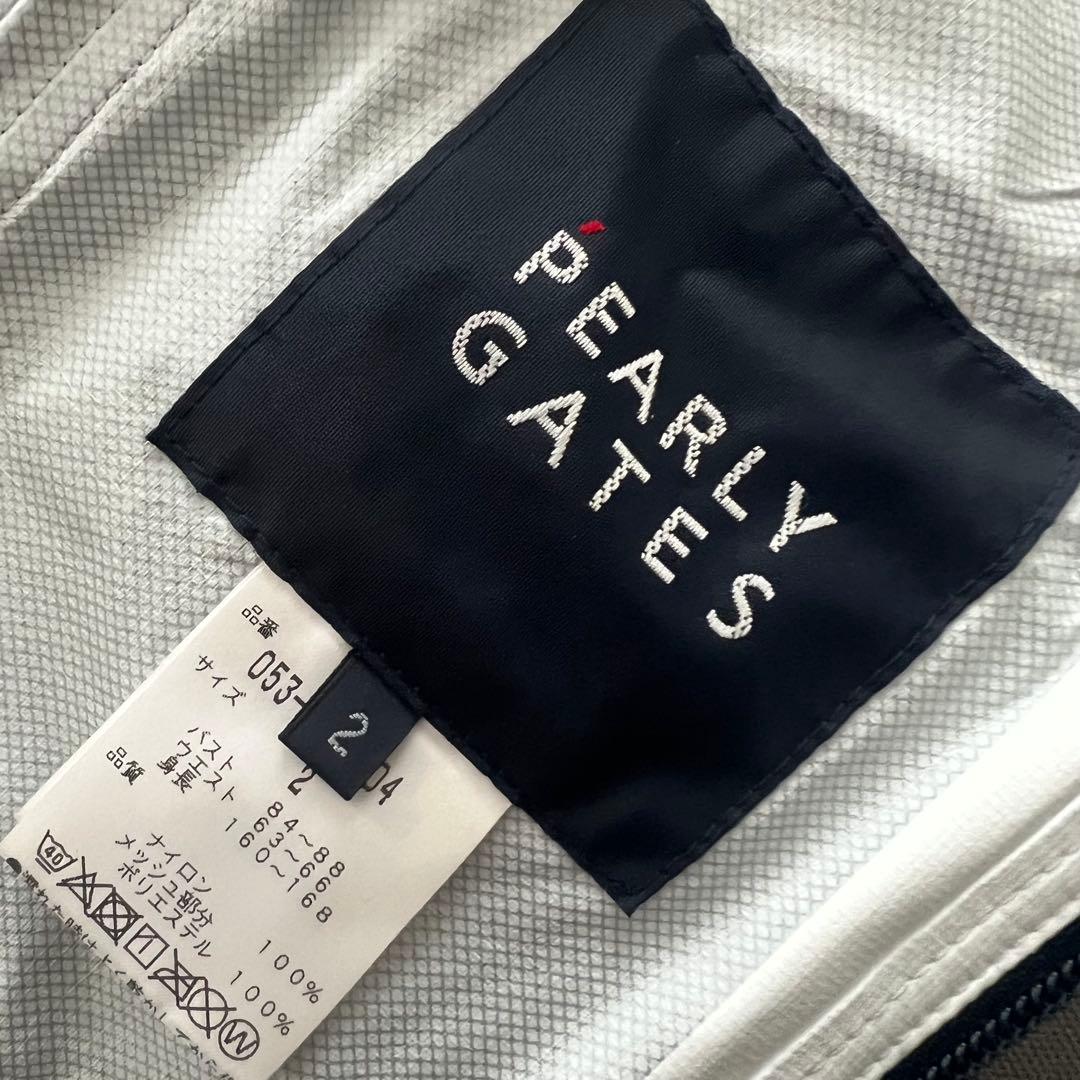 'PEARLY
GATES
2
品番
053- 04
サイズ
2
バスト 84~88
ウエスト 63~66
身長 160~168
品質
ナイロン 100%
メッシュ部分
ポリエステル 100%
40
W